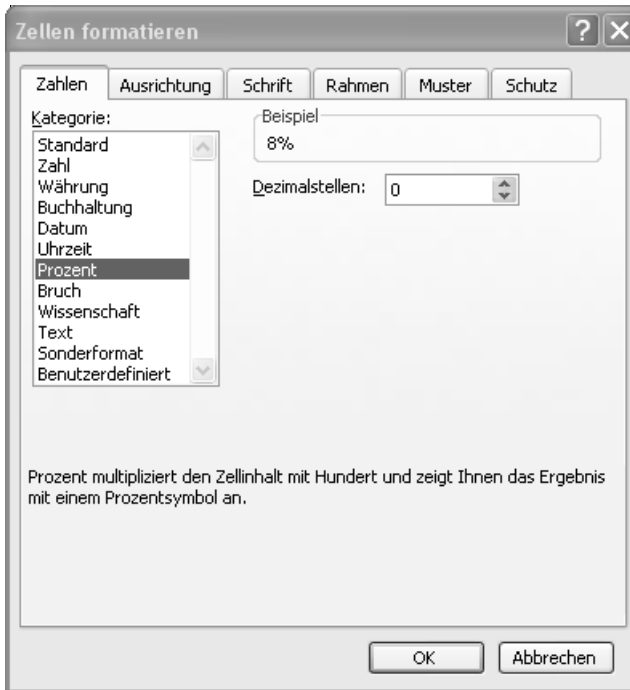 Zellen formatieren
Zahlen Ausrichtung Schrift Rahmen Muster Schutz
Kategorie:
Standard
Zahl
Währung
Buchhaltung
Datum
Uhrzeit
Prozent
Bruch
Wissenschaft
Text
Sonderformat
Benutzerdefiniert
Beispiel
8%
Dezimalstellen: 0
Prozent multipliziert den Zellinhalt mit Hundert und zeigt Ihnen das Ergebnis
mit einem Prozentsymbol an.
OK Abbrechen